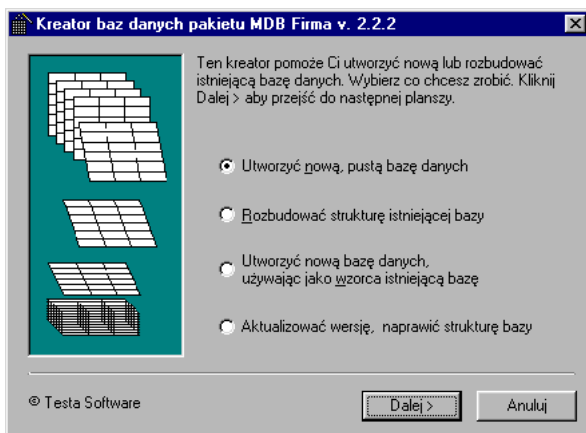 Kreator baz danych pakietu MDB Firma v. 2.2.2
Ten kreator pomoże Ci utworzyć nową lub rozbudować
istniejącą bazę danych. Wybierz co chcesz zrobić. Kliknij
Dalej > aby przejść do następnej planszy.
Utworzyć nową, pustą bazę danych
Rozbudować strukturę istniejącej bazy
Utworzyć nową bazę danych,
używając jako wzorca istniejącą bazę
Aktualizować wersję, naprawić strukturę bazy
© Testa Software
Dalej >
Anuluj